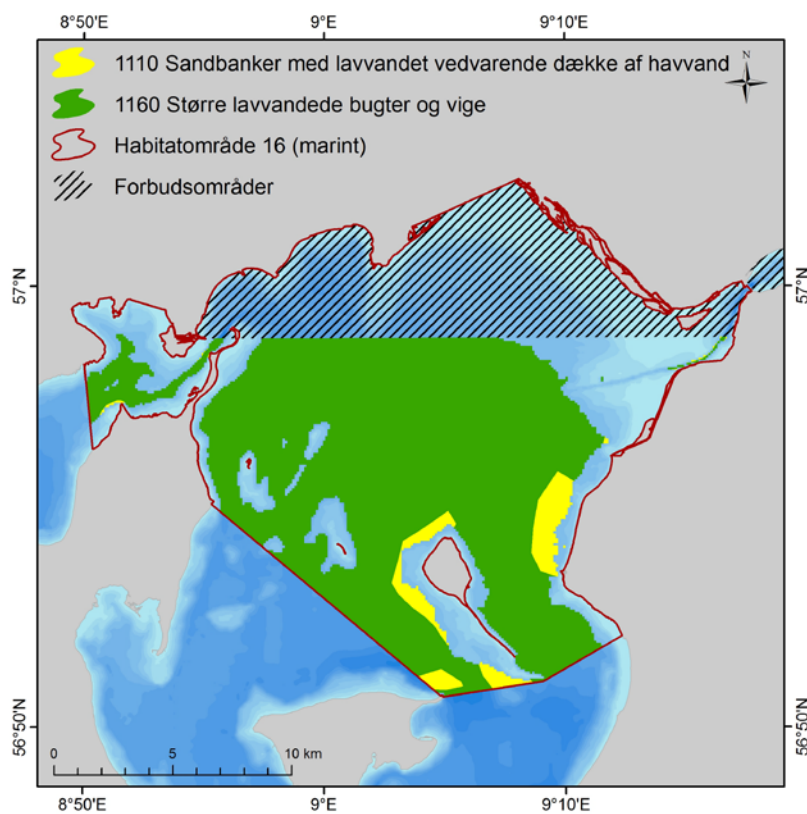 8°50'E 9°E 9°10'E
N
1110 Sandbanker med lavvandet vedvarende dække af havvand
1160 Større lavvandede bugter og vige
Habitatområde 16 (marint)
Forbudsområder
57°N 57°N
56°50'N 56°50'N
0 5 10 km
8°50'E 9°E 9°10'E